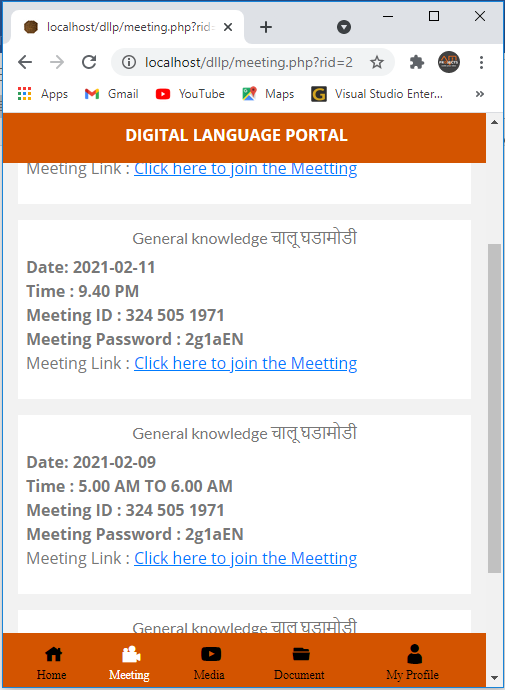 localhost/dllp/meeting.php?rid=
localhost/dllp/meeting.php?rid=2
Apps Gmail YouTube Maps Visual Studio Enter... »
DIGITAL LANGUAGE PORTAL
Meeting Link : Click here to join the Meetting
General knowledge चालू घडामोडी
Date: 2021-02-11
Time : 9.40 PM
Meeting ID : 324 505 1971
Meeting Password : 2g1aEN
Meeting Link : Click here to join the Meetting
General knowledge चालू घडामोडी
Date: 2021-02-09
Time : 5.00 AM TO 6.00 AM
Meeting ID : 324 505 1971
Meeting Password : 2g1aEN
Meeting Link : Click here to join the Meetting
General knowledge चालू घडामोडी
Home Meeting Media Document My Profile